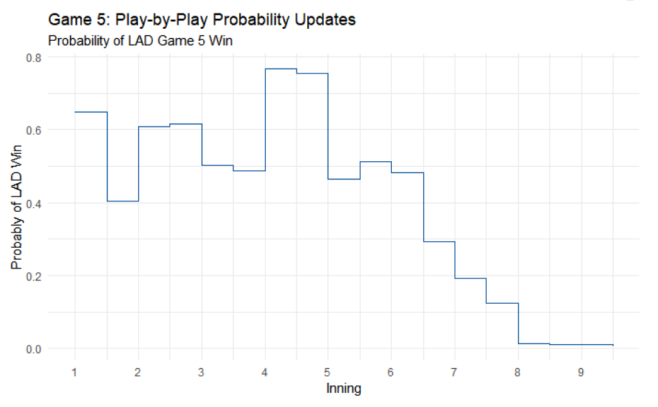 Game 5: Play-by-Play Probability Updates
Probability of LAD Game 5 Win
0.8
0.6
0.4
0.2
0.0
Probably of LAD Win
1 2 3 4 5 6 7 8 9
Inning